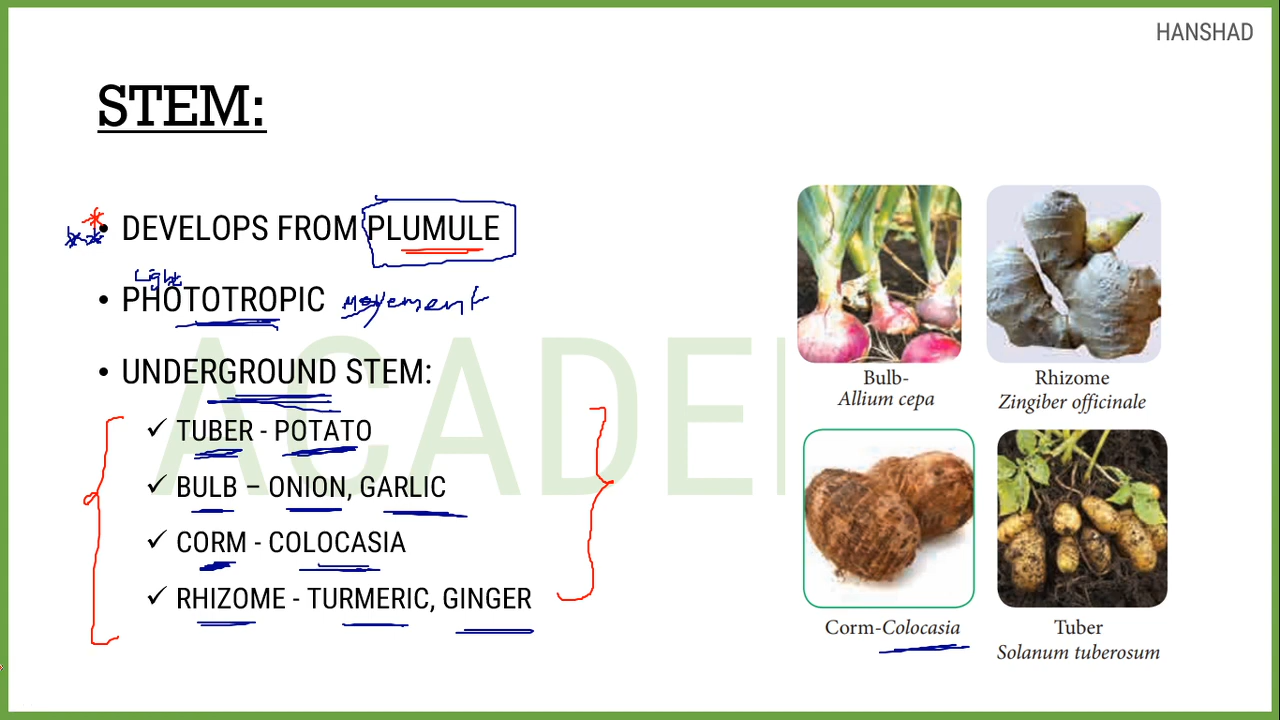 HANSHAD
STEM:
• DEVELOPS FROM PLUMULE
Light
• PHOTOTROPIC movement
• UNDERGROUND STEM:
✓ TUBER - POTATO
✓ BULB – ONION, GARLIC
✓ CORM - COLOCASIA
✓ RHIZOME - TURMERIC, GINGER
ACADE
Bulb-
Allium cepa
Rhizome
Zingiber officinale
Corm-Colocasia
Tuber
Solanum tuberosum